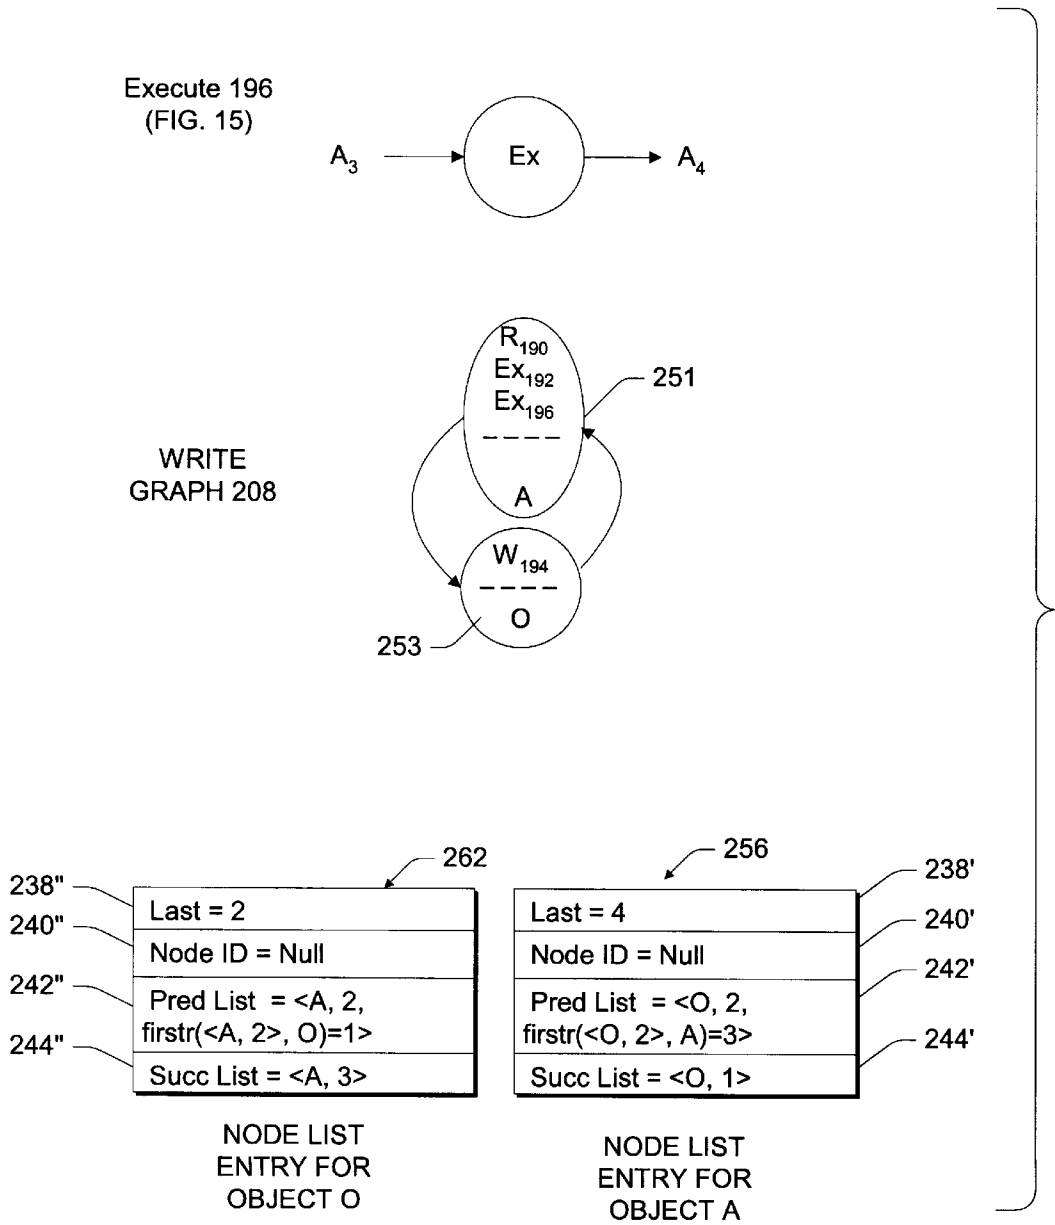 Execute 196
(FIG. 15)
A3
Ex
A4
R190
Ex192
Ex196
A
251
WRITE
GRAPH 208
W194
O
253
262
256
238"
Last = 2
Last = 4
238'
240"
Node ID = Null
Node ID = Null
240'
242"
Pred List = <A, 2,
firstr(<A, 2>, O)=1>
Pred List = <O, 2,
firstr(<O, 2>, A)=3>
242'
244"
Succ List = <A, 3>
Succ List = <O, 1>
244'
NODE LIST
ENTRY FOR
OBJECT O
NODE LIST
ENTRY FOR
OBJECT A